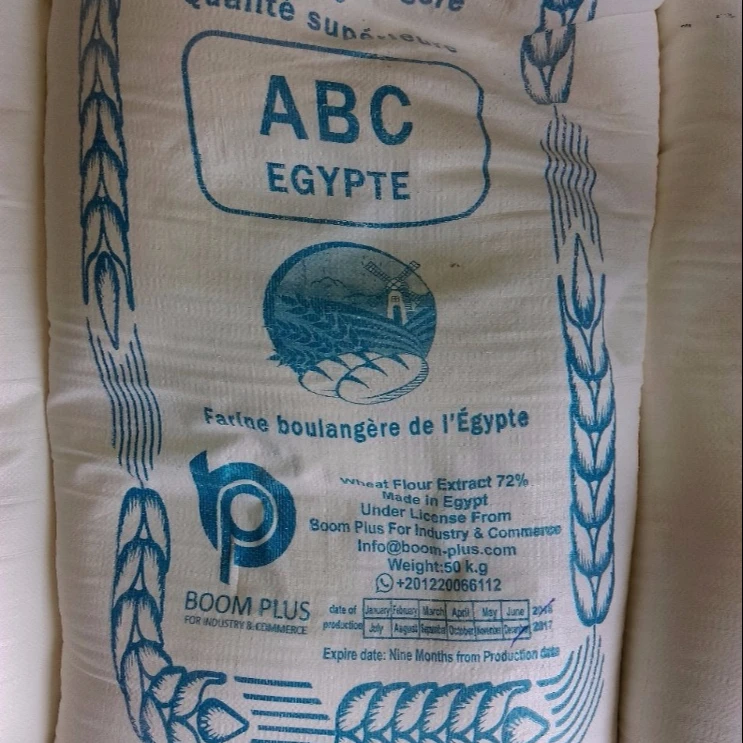 Qualité supérieure
ABC
EGYPTE
Farine boulangère de l'Égypte
Wheat Flour Extract 72%
Made in Egypt
Under License From
Boom Plus For Industry & Commerce
Info@boom-plus.com
Weight:50 k.g
+201220066112
BOOM PLUS
FOR INDUSTRY & COMMERCE
date of production
January February March April May June
July August September October November December 2017
Expire date: Nine Months from Production date